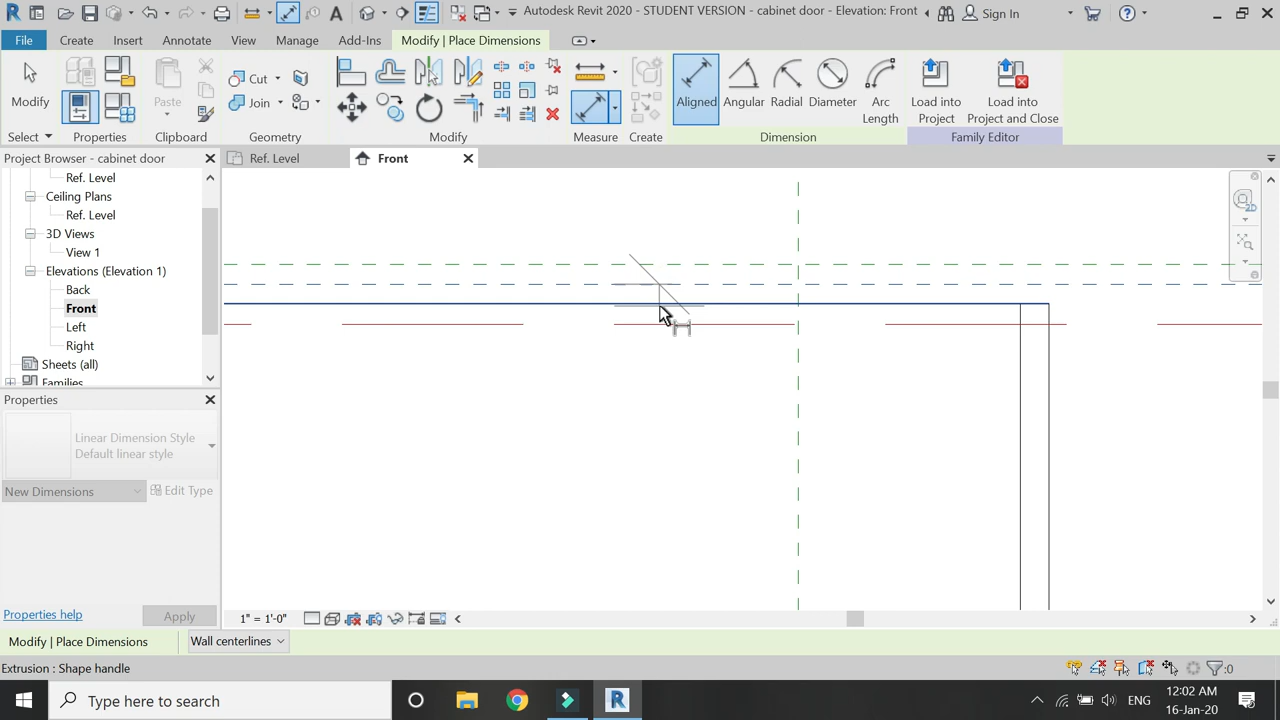 Autodesk Revit 2020 - STUDENT VERSION - cabinet door - Elevation: Front
Sign In
File
Create
Insert
Annotate
View
Manage
Add-Ins
Modify | Place Dimensions
Modify
Paste
Cut
Join
Aligned
Angular
Radial
Diameter
Arc
Length
Load into
Project
Load into
Project and Close
Select
Properties
Clipboard
Geometry
Modify
Measure
Create
Dimension
Family Editor
Project Browser - cabinet door
Ref. Level
Front
Ref. Level
Ceiling Plans
Ref. Level
3D Views
View 1
Elevations (Elevation 1)
Back
Front
Left
Right
Sheets (all)
Families
Properties
Linear Dimension Style
Default linear style
New Dimensions
Edit Type
Properties help
Apply
1" = 1'-0"
Modify | Place Dimensions
Wall centerlines
Extrusion : Shape handle
:0
Type here to search
ENG
12:02 AM
16-Jan-20
2D